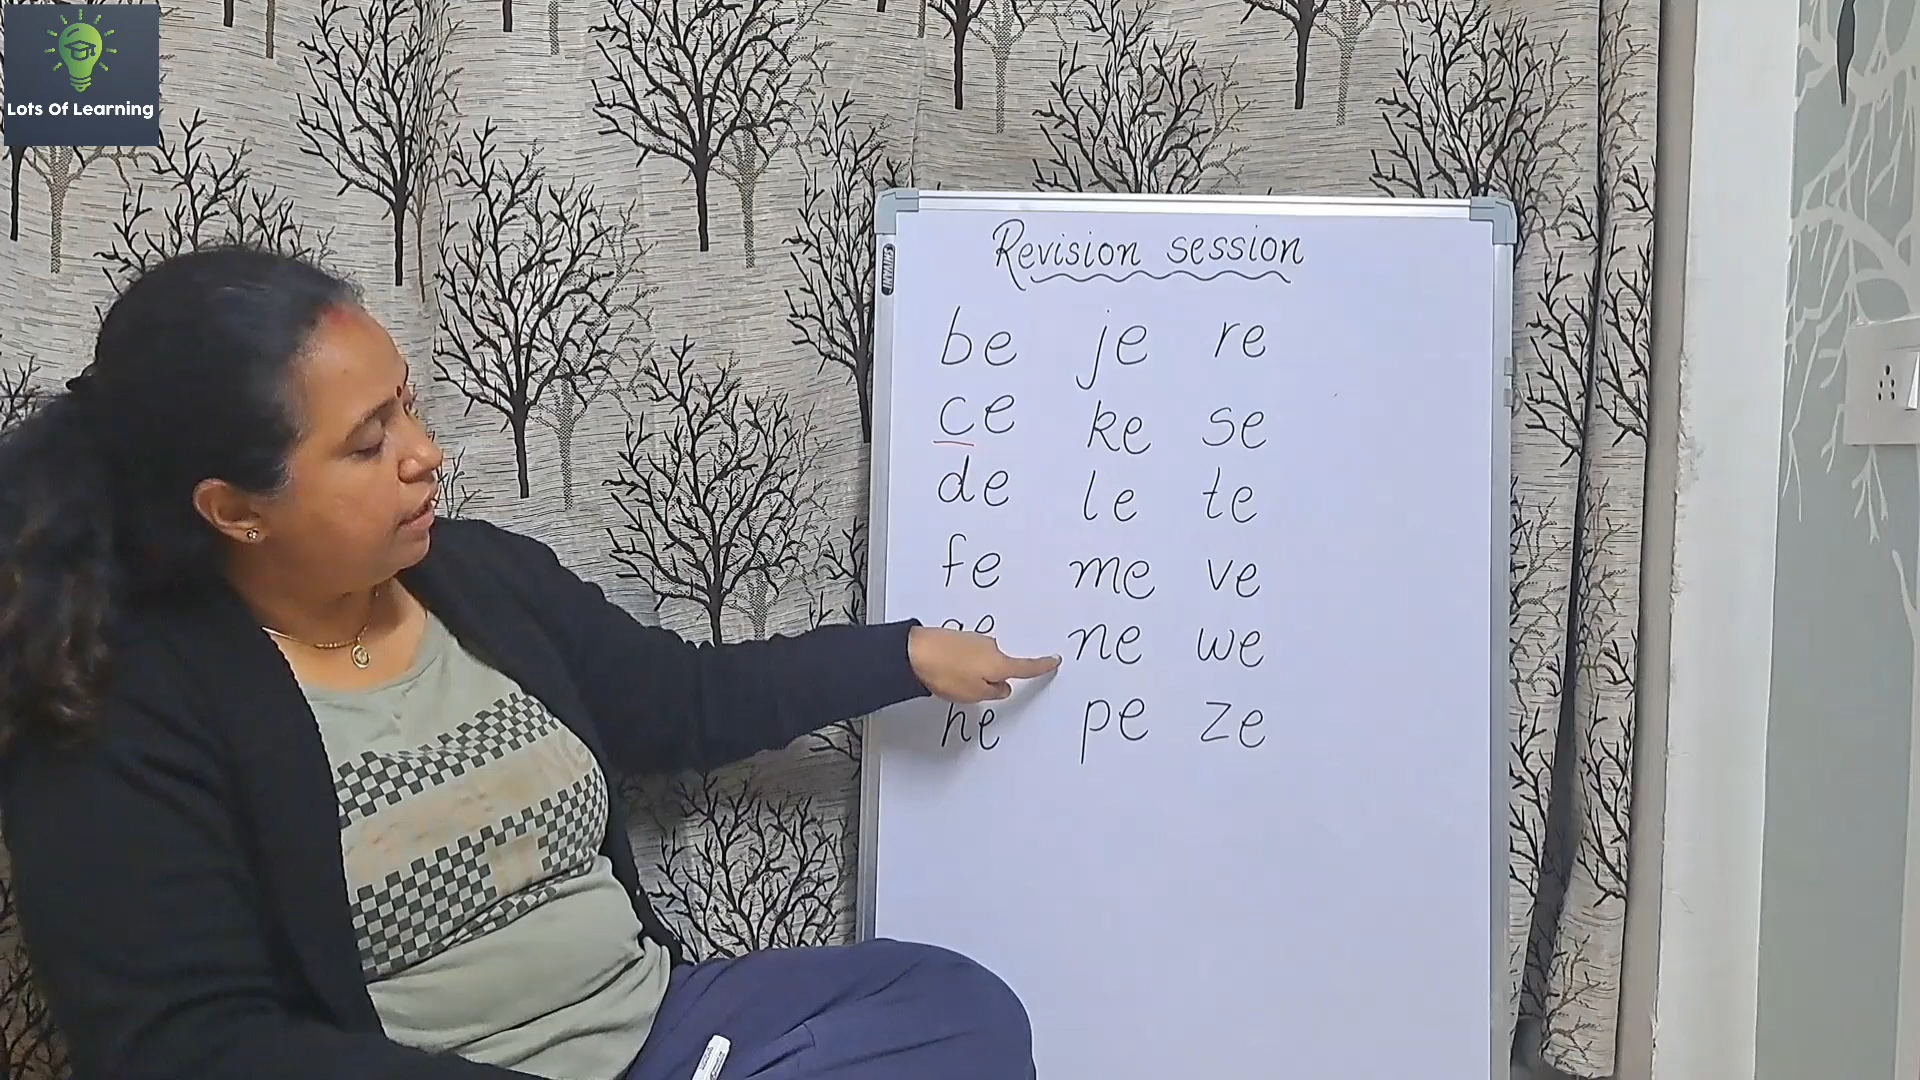 Lots Of Learning
Revision session
be je re
ce ke se
de le te
fe me ve
ne we
he pe ze